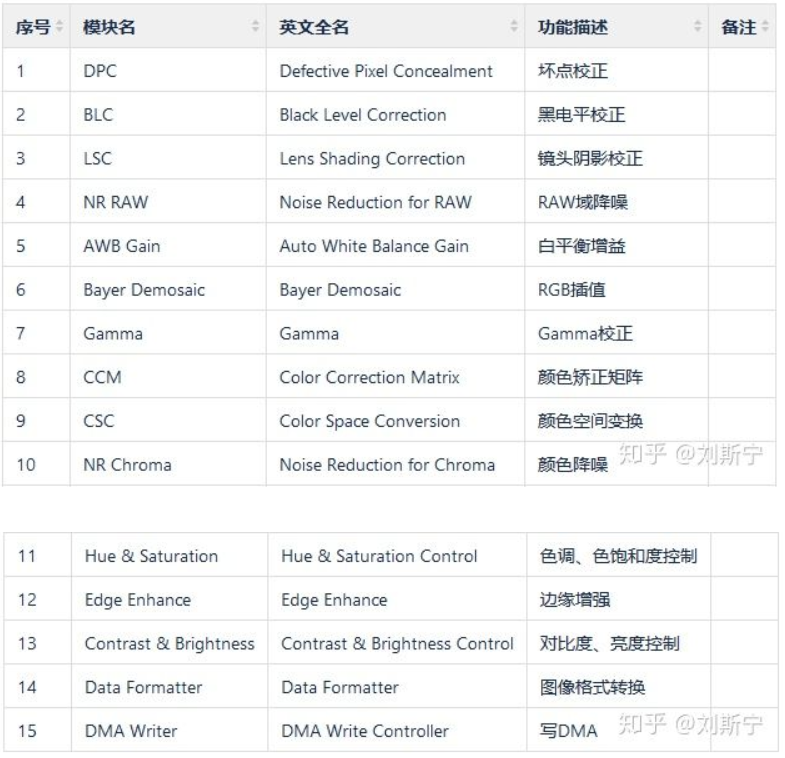 序号 模块名 英文全名 功能描述 备注
1 DPC Defective Pixel Concealment 坏点校正
2 BLC Black Level Correction 黑电平校正
3 LSC Lens Shading Correction 镜头阴影校正
4 NR RAW Noise Reduction for RAW RAW域降噪
5 AWB Gain Auto White Balance Gain 白平衡增益
6 Bayer Demosaic Bayer Demosaic RGB插值
7 Gamma Gamma Gamma校正
8 CCM Color Correction Matrix 颜色矫正矩阵
9 CSC Color Space Conversion 颜色空间变换
10 NR Chroma Noise Reduction for Chroma 颜色降噪
知乎 @刘斯宁
11 Hue & Saturation Hue & Saturation Control 色调、色饱和度控制
12 Edge Enhance Edge Enhance 边缘增强
13 Contrast & Brightness Contrast & Brightness Control 对比度、亮度控制
14 Data Formatter Data Formatter 图像格式转换
15 DMA Writer DMA Write Controller 写DMA
知乎 @刘斯宁